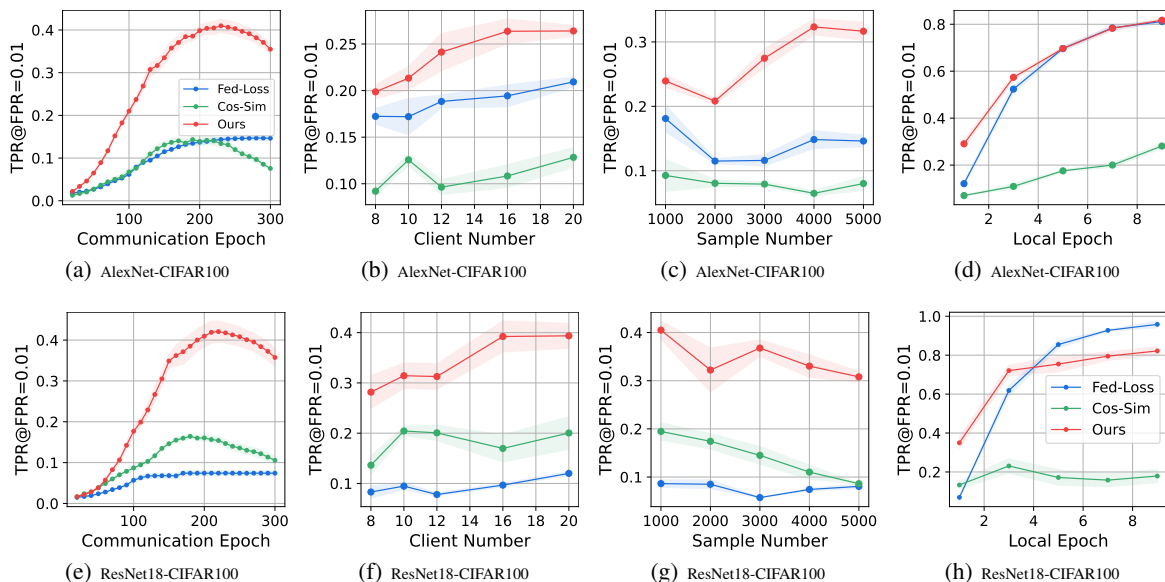 TPR@FPR=0.01
0.4
0.3
0.2
0.1
0.0
Fed-Loss
Cos-Sim
Ours
100 200 300
Communication Epoch
(a) AlexNet-CIFAR100
TPR@FPR=0.01
0.25
0.20
0.15
0.10
8 10 12 14 16 18 20
Client Number
(b) AlexNet-CIFAR100
TPR@FPR=0.01
0.3
0.2
0.1
1000 2000 3000 4000 5000
Sample Number
(c) AlexNet-CIFAR100
TPR@FPR=0.01
0.8
0.6
0.4
0.2
2 4 6 8
Local Epoch
(d) AlexNet-CIFAR100
TPR@FPR=0.01
0.4
0.3
0.2
0.1
0.0
100 200 300
Communication Epoch
(e) ResNet18-CIFAR100
TPR@FPR=0.01
0.4
0.3
0.2
0.1
8 10 12 14 16 18 20
Client Number
(f) ResNet18-CIFAR100
TPR@FPR=0.01
0.4
0.3
0.2
0.1
1000 2000 3000 4000 5000
Sample Number
(g) ResNet18-CIFAR100
TPR@FPR=0.01
1.0
0.8
0.6
0.4
0.2
Fed-Loss
Cos-Sim
Ours
2 4 6 8
Local Epoch
(h) ResNet18-CIFAR100